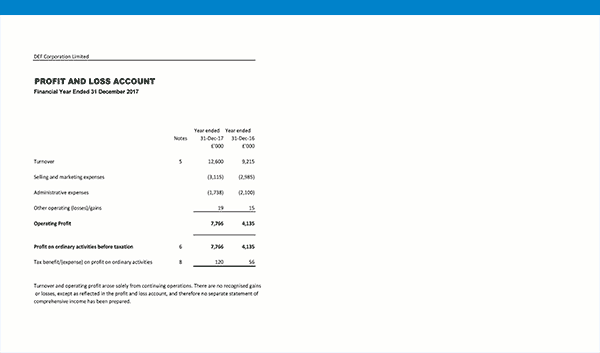 DEF Corporation Limited
PROFIT AND LOSS ACCOUNT
Financial Year Ended 31 December 2017
Year ended Year ended
Notes 31-Dec-17 31-Dec-16
£'000 £'000
Turnover 5 12,600 9,215
Selling and marketing expenses (3,115) (2,985)
Administrative expenses (1,738) (2,100)
Other operating (losses)/gains 19 15
Operating Profit 7,766 4,135
Profit on ordinary activities before taxation 6 7,766 4,135
Tax benefit/(expense) on profit on ordinary activities 8 120 56
Turnover and operating profit arose solely from continuing operations. There are no recognised gains
or losses, except as reflected in the profit and loss account, and therefore no separate statement of
comprehensive income has been prepared.